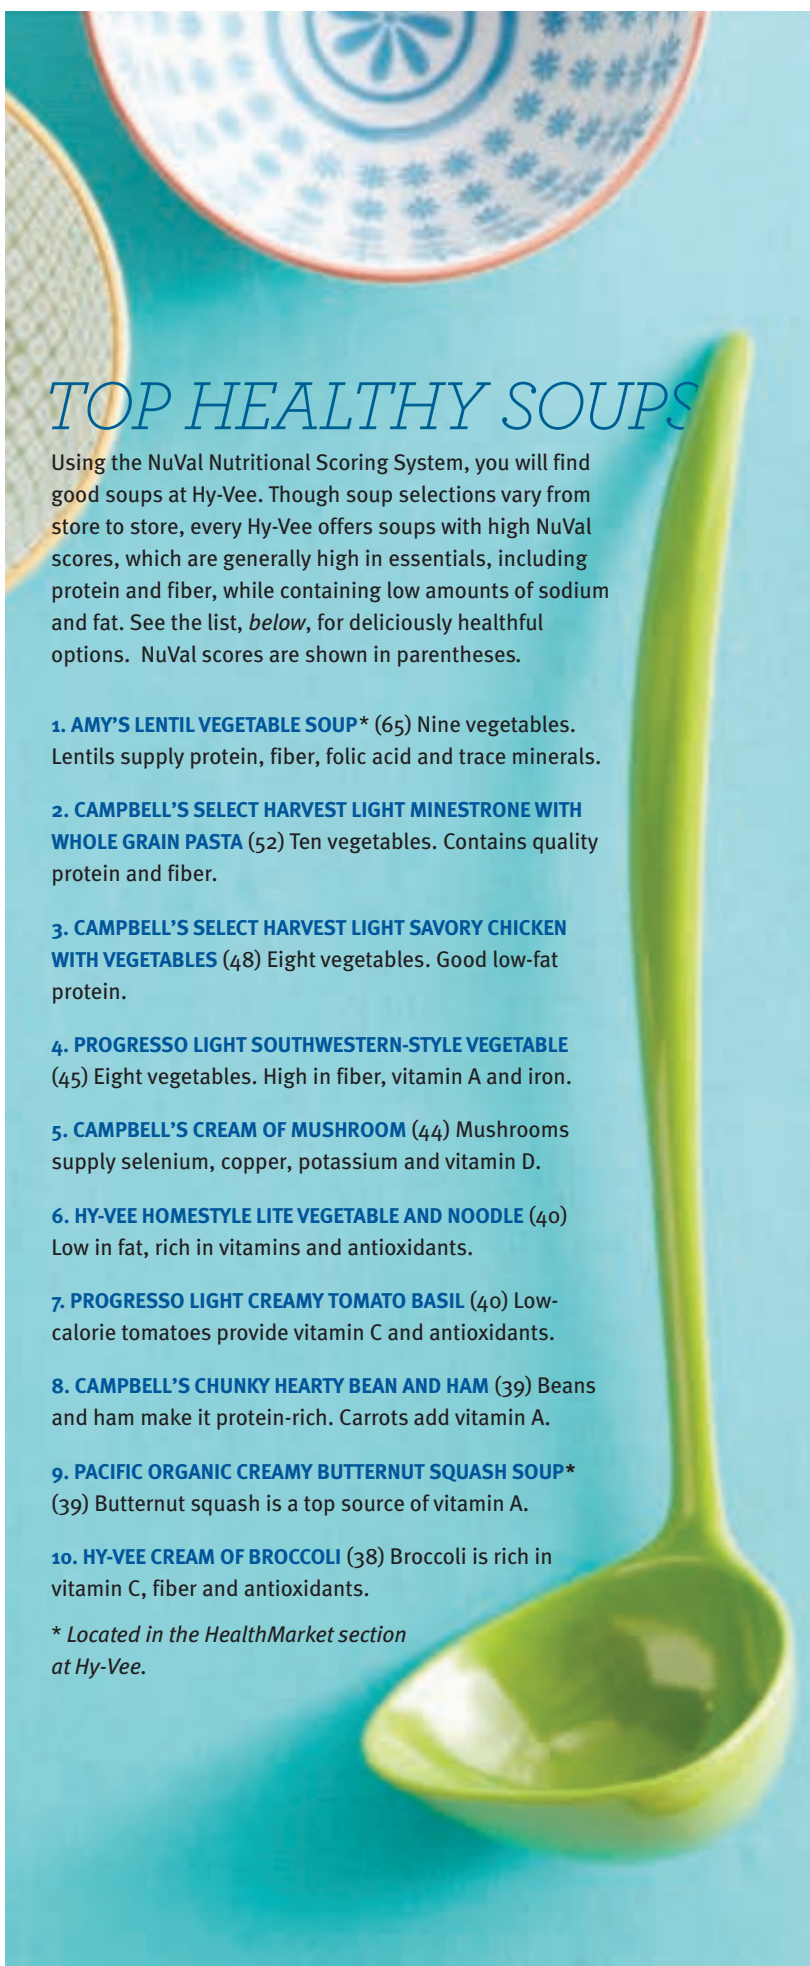 TOP HEALTHY SOUPS
Using the NuVal Nutritional Scoring System, you will find
good soups at Hy-Vee. Though soup selections vary from
store to store, every Hy-Vee offers soups with high NuVal
scores, which are generally high in essentials, including
protein and fiber, while containing low amounts of sodium
and fat. See the list, below, for deliciously healthful
options. NuVal scores are shown in parentheses.
1. AMY'S LENTIL VEGETABLE SOUP* (65) Nine vegetables.
Lentils supply protein, fiber, folic acid and trace minerals.
2. CAMPBELL'S SELECT HARVEST LIGHT MINESTRONE WITH
WHOLE GRAIN PASTA (52) Ten vegetables. Contains quality
protein and fiber.
3. CAMPBELL'S SELECT HARVEST LIGHT SAVORY CHICKEN
WITH VEGETABLES (48) Eight vegetables. Good low-fat
protein.
4. PROGRESSO LIGHT SOUTHWESTERN-STYLE VEGETABLE
(45) Eight vegetables. High in fiber, vitamin A and iron.
5. CAMPBELL'S CREAM OF MUSHROOM (44) Mushrooms
supply selenium, copper, potassium and vitamin D.
6. HY-VEE HOMESTYLE LITE VEGETABLE AND NOODLE (40)
Low in fat, rich in vitamins and antioxidants.
7. PROGRESSO LIGHT CREAMY TOMATO BASIL (40) Low-
calorie tomatoes provide vitamin C and antioxidants.
8. CAMPBELL'S CHUNKY HEARTY BEAN AND HAM (39) Beans
and ham make it protein-rich. Carrots add vitamin A.
9. PACIFIC ORGANIC CREAMY BUTTERNUT SQUASH SOUP*
(39) Butternut squash is a top source of vitamin A.
10. HY-VEE CREAM OF BROCCOLI (38) Broccoli is rich in
vitamin C, fiber and antioxidants.
* Located in the HealthMarket section
at Hy-Vee.